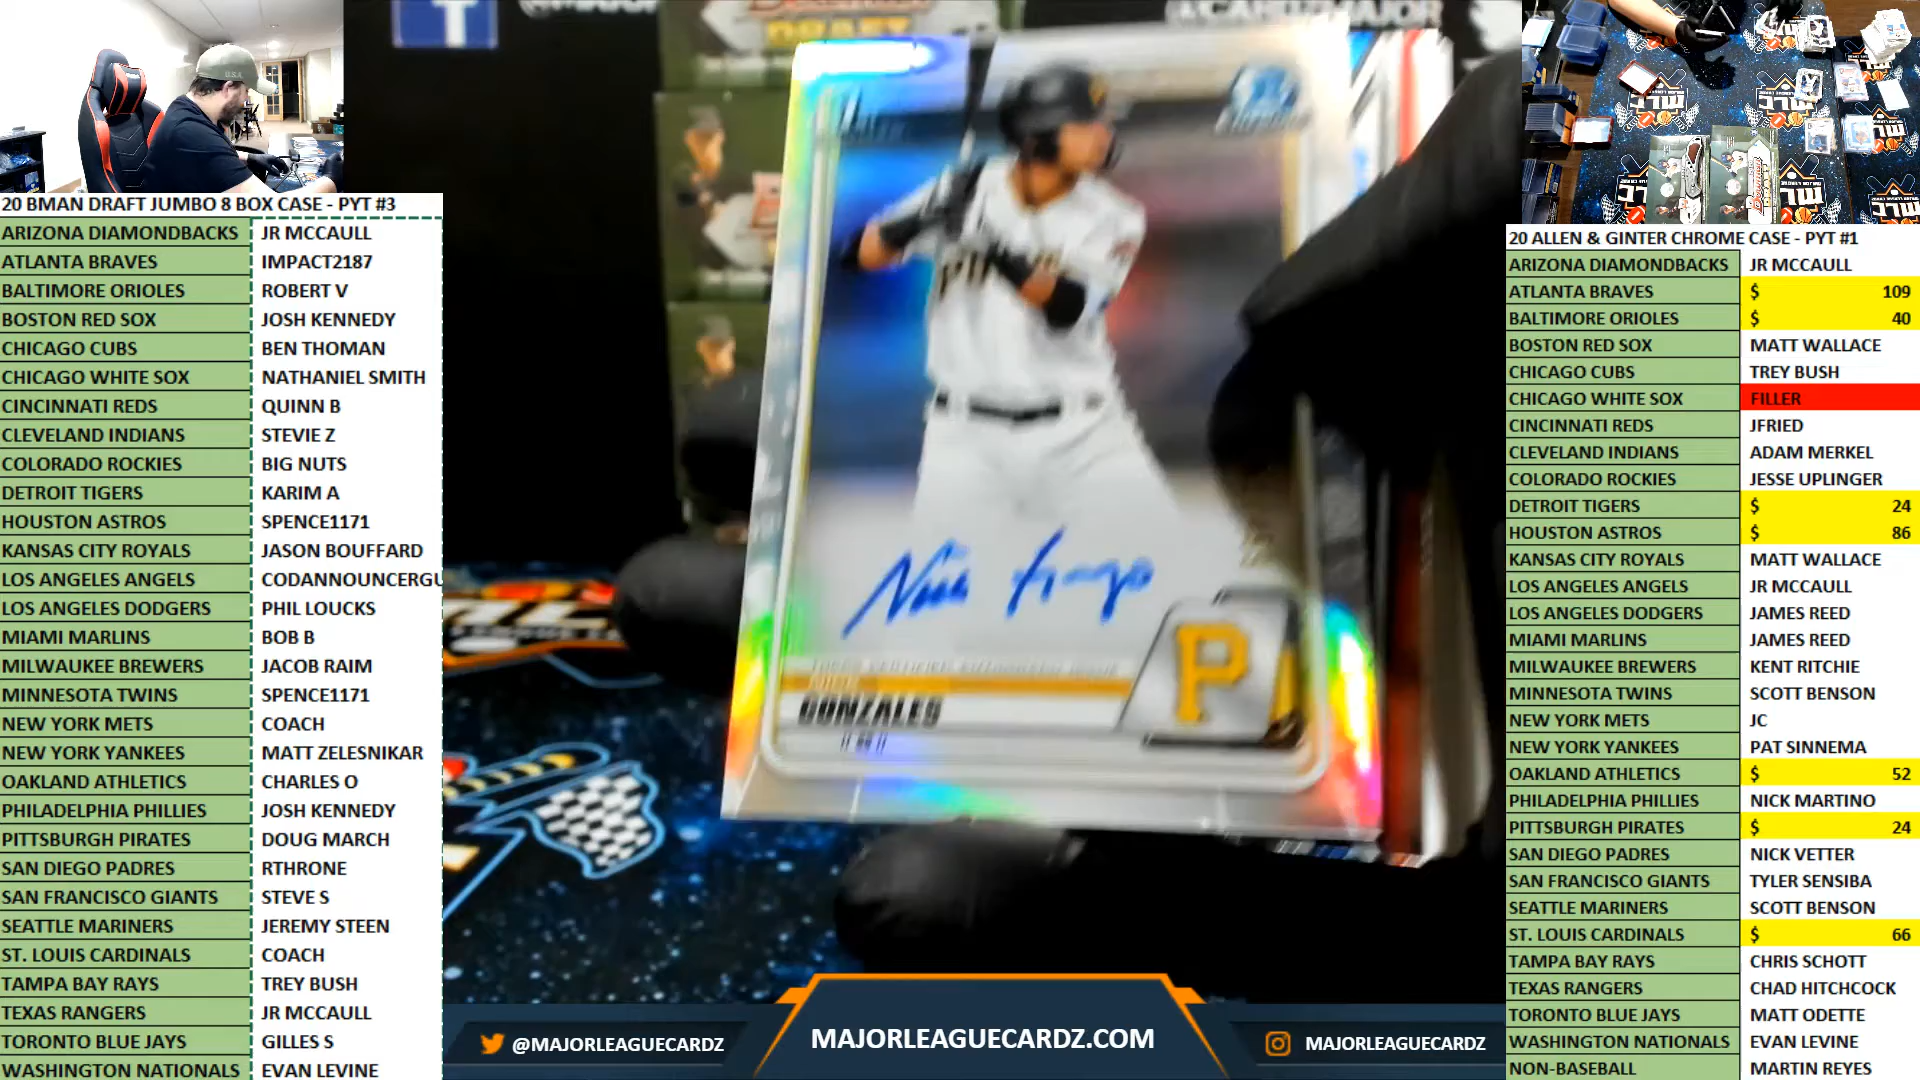 20 BMAN DRAFT JUMBO 8 BOX CASE - PYT #3
ARIZONA DIAMONDBACKS JR MCCAULL
ATLANTA BRAVES IMPACT2187
BALTIMORE ORIOLES ROBERT V
BOSTON RED SOX JOSH KENNEDY
CHICAGO CUBS BEN THOMAN
CHICAGO WHITE SOX NATHANIEL SMITH
CINCINNATI REDS QUINN B
CLEVELAND INDIANS STEVIE Z
COLORADO ROCKIES BIG NUTS
DETROIT TIGERS KARIM A
HOUSTON ASTROS SPENCE1171
KANSAS CITY ROYALS JASON BOUFFARD
LOS ANGELES ANGELS CODANNOUNCERGU
LOS ANGELES DODGERS PHIL LOUCKS
MIAMI MARLINS BOB B
MILWAUKEE BREWERS JACOB RAIM
MINNESOTA TWINS SPENCE1171
NEW YORK METS COACH
NEW YORK YANKEES MATT ZELESNIKAR
OAKLAND ATHLETICS CHARLES O
PHILADELPHIA PHILLIES JOSH KENNEDY
PITTSBURGH PIRATES DOUG MARCH
SAN DIEGO PADRES RTHRONE
SAN FRANCISCO GIANTS STEVE S
SEATTLE MARINERS JEREMY STEEN
ST. LOUIS CARDINALS COACH
TAMPA BAY RAYS TREY BUSH
TEXAS RANGERS JR MCCAULL
TORONTO BLUE JAYS GILLES S
WASHINGTON NATIONALS EVAN LEVINE
GONZALES
P
@MAJORLEAGUECARDZ
MAJORLEAGUECARDZ.COM
MAJORLEAGUECARDZ
20 ALLEN & GINTER CHROME CASE - PYT #1
ARIZONA DIAMONDBACKS JR MCCAULL
ATLANTA BRAVES $ 109
BALTIMORE ORIOLES $ 40
BOSTON RED SOX MATT WALLACE
CHICAGO CUBS TREY BUSH
CHICAGO WHITE SOX FILLER
CINCINNATI REDS JFRIED
CLEVELAND INDIANS ADAM MERKEL
COLORADO ROCKIES JESSE UPLINGER
DETROIT TIGERS $ 24
HOUSTON ASTROS $ 86
KANSAS CITY ROYALS MATT WALLACE
LOS ANGELES ANGELS JR MCCAULL
LOS ANGELES DODGERS JAMES REED
MIAMI MARLINS JAMES REED
MILWAUKEE BREWERS KENT RITCHIE
MINNESOTA TWINS SCOTT BENSON
NEW YORK METS JC
NEW YORK YANKEES PAT SINNEMA
OAKLAND ATHLETICS $ 52
PHILADELPHIA PHILLIES NICK MARTINO
PITTSBURGH PIRATES $ 24
SAN DIEGO PADRES NICK VETTER
SAN FRANCISCO GIANTS TYLER SENSIBA
SEATTLE MARINERS SCOTT BENSON
ST. LOUIS CARDINALS $ 66
TAMPA BAY RAYS CHRIS SCHOTT
TEXAS RANGERS CHAD HITCHCOCK
TORONTO BLUE JAYS MATT ODETTE
WASHINGTON NATIONALS EVAN LEVINE
NON-BASEBALL MARTIN REYES